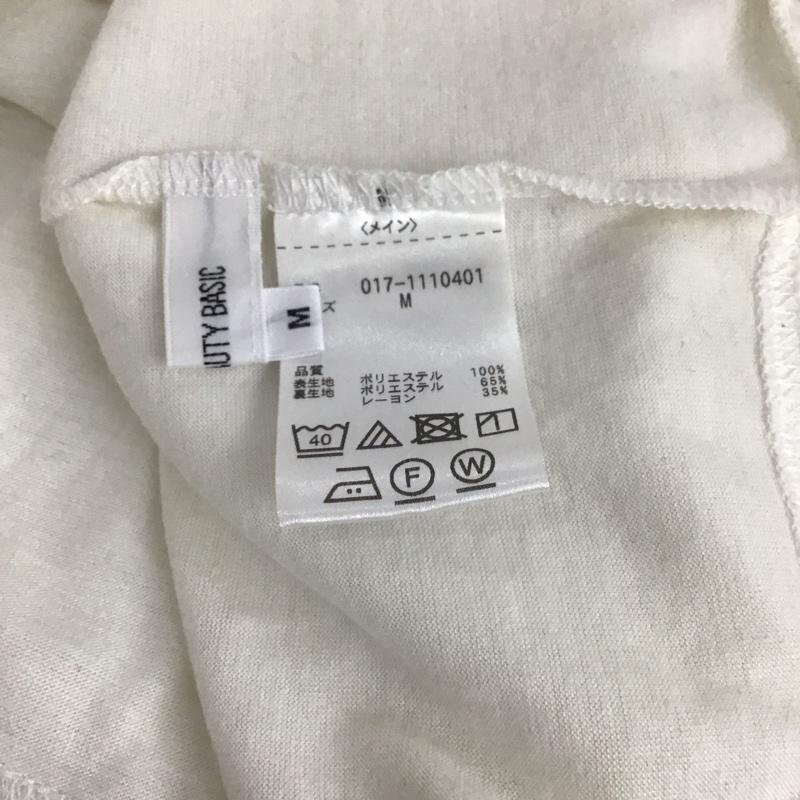 UTY BASIC
M
〈メイン〉
017-1110401
ズ M
品質
表生地 ポリエステル 100%
裏生地 ポリエステル 65%
レーヨン 35%
40
F W